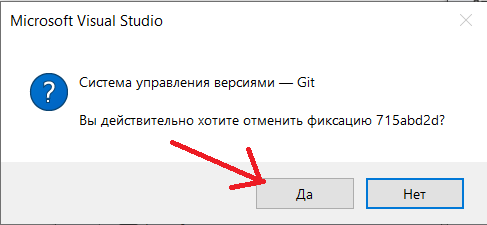 Microsoft Visual Studio
Система управления версиями — Git
Вы действительно хотите отменить фиксацию 715abd2d?
Да
Нет